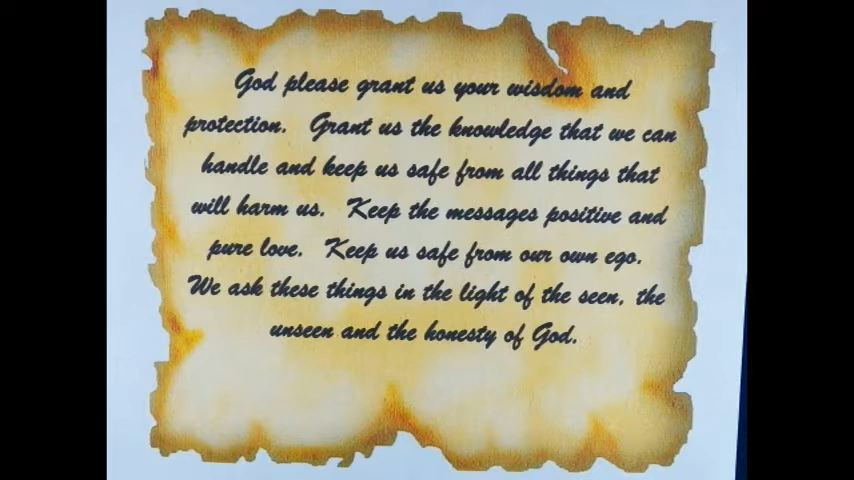 God please grant us your wisdom and
protection. Grant us the knowledge that we can
handle and keep us safe from all things that
will harm us. Keep the messages positive and
pure love. Keep us safe from our own ego.
We ask these things in the light of the seen, the
unseen and the honesty of God.